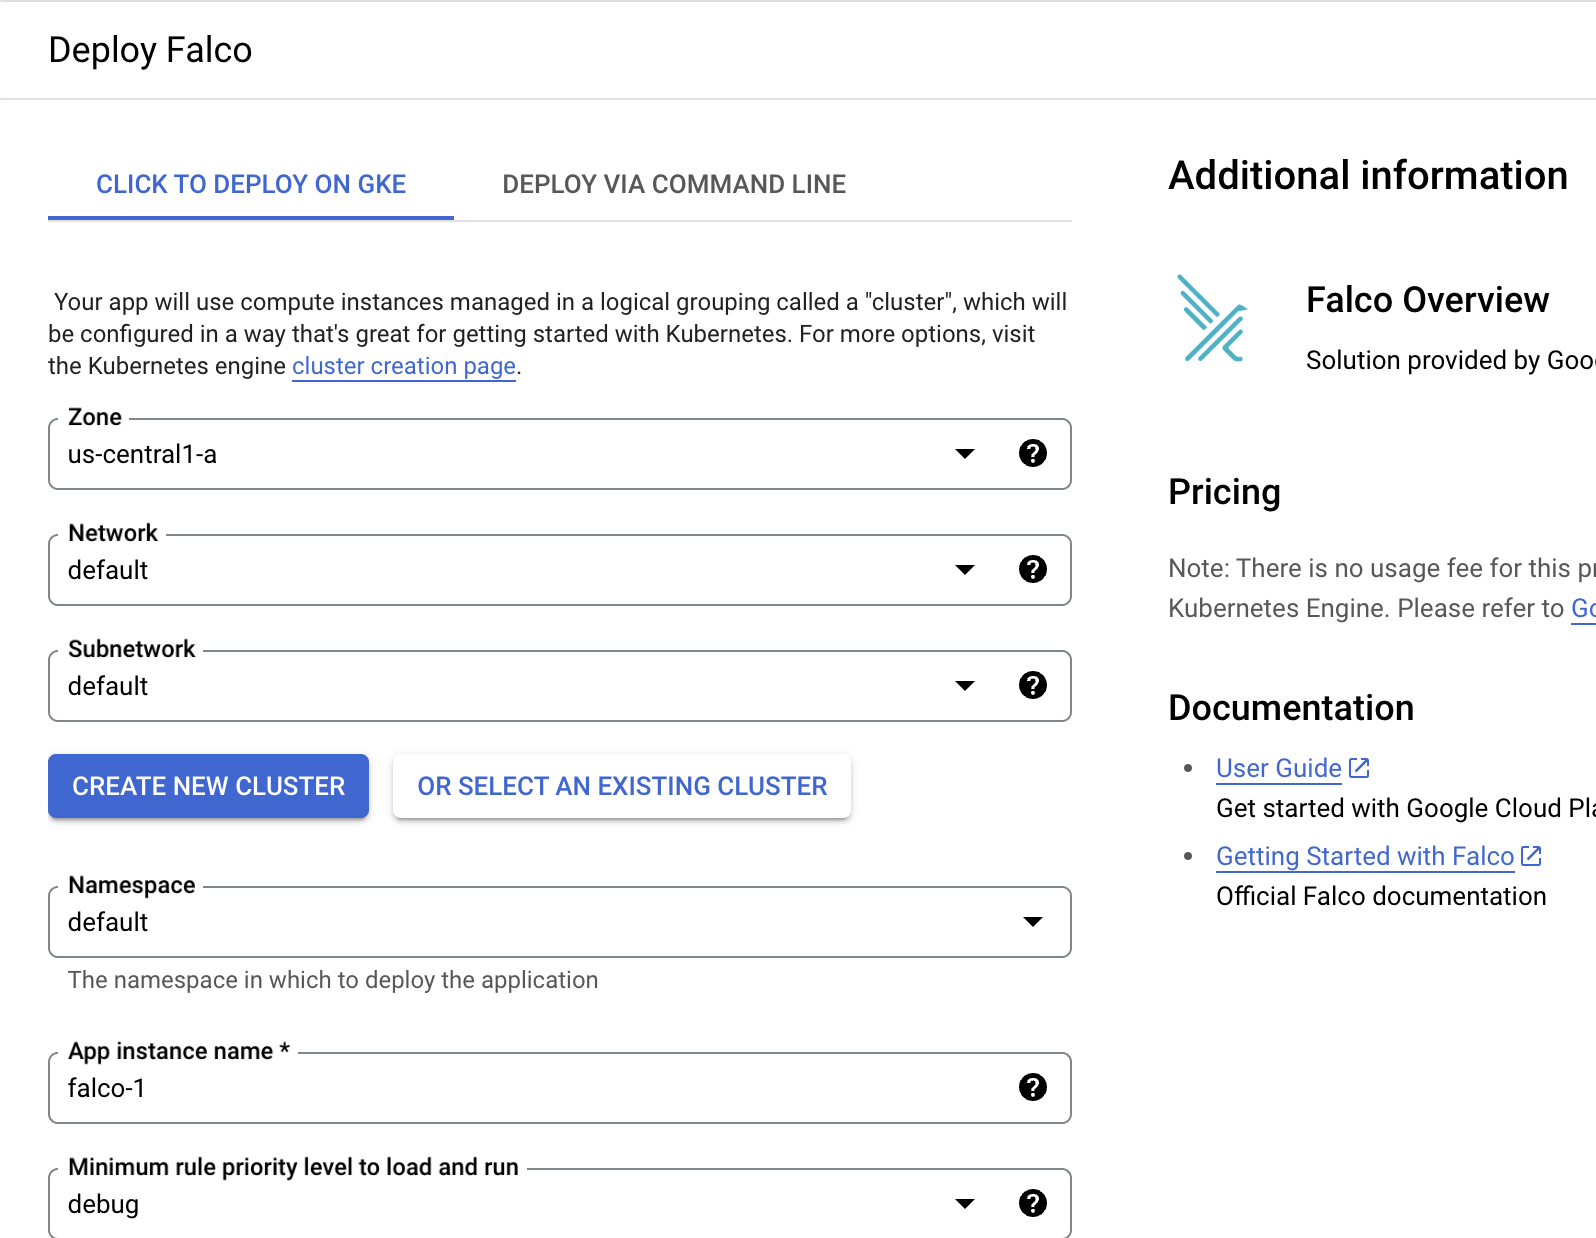 Deploy Falco
CLICK TO DEPLOY ON GKE
DEPLOY VIA COMMAND LINE
Your app will use compute instances managed in a logical grouping called a "cluster", which will
be configured in a way that's great for getting started with Kubernetes. For more options, visit
the Kubernetes engine cluster creation page.
Zone
us-central1-a
Network
default
Subnetwork
default
CREATE NEW CLUSTER
OR SELECT AN EXISTING CLUSTER
Namespace
default
The namespace in which to deploy the application
App instance name *
falco-1
Minimum rule priority level to load and run
debug
Additional information
Falco Overview
Solution provided by
Pricing
Note: There is no usage fee for this
Kubernetes Engine. Please refer to
Documentation
User Guide
Get started with Google Cloud
Getting Started with Falco
Official Falco documentation